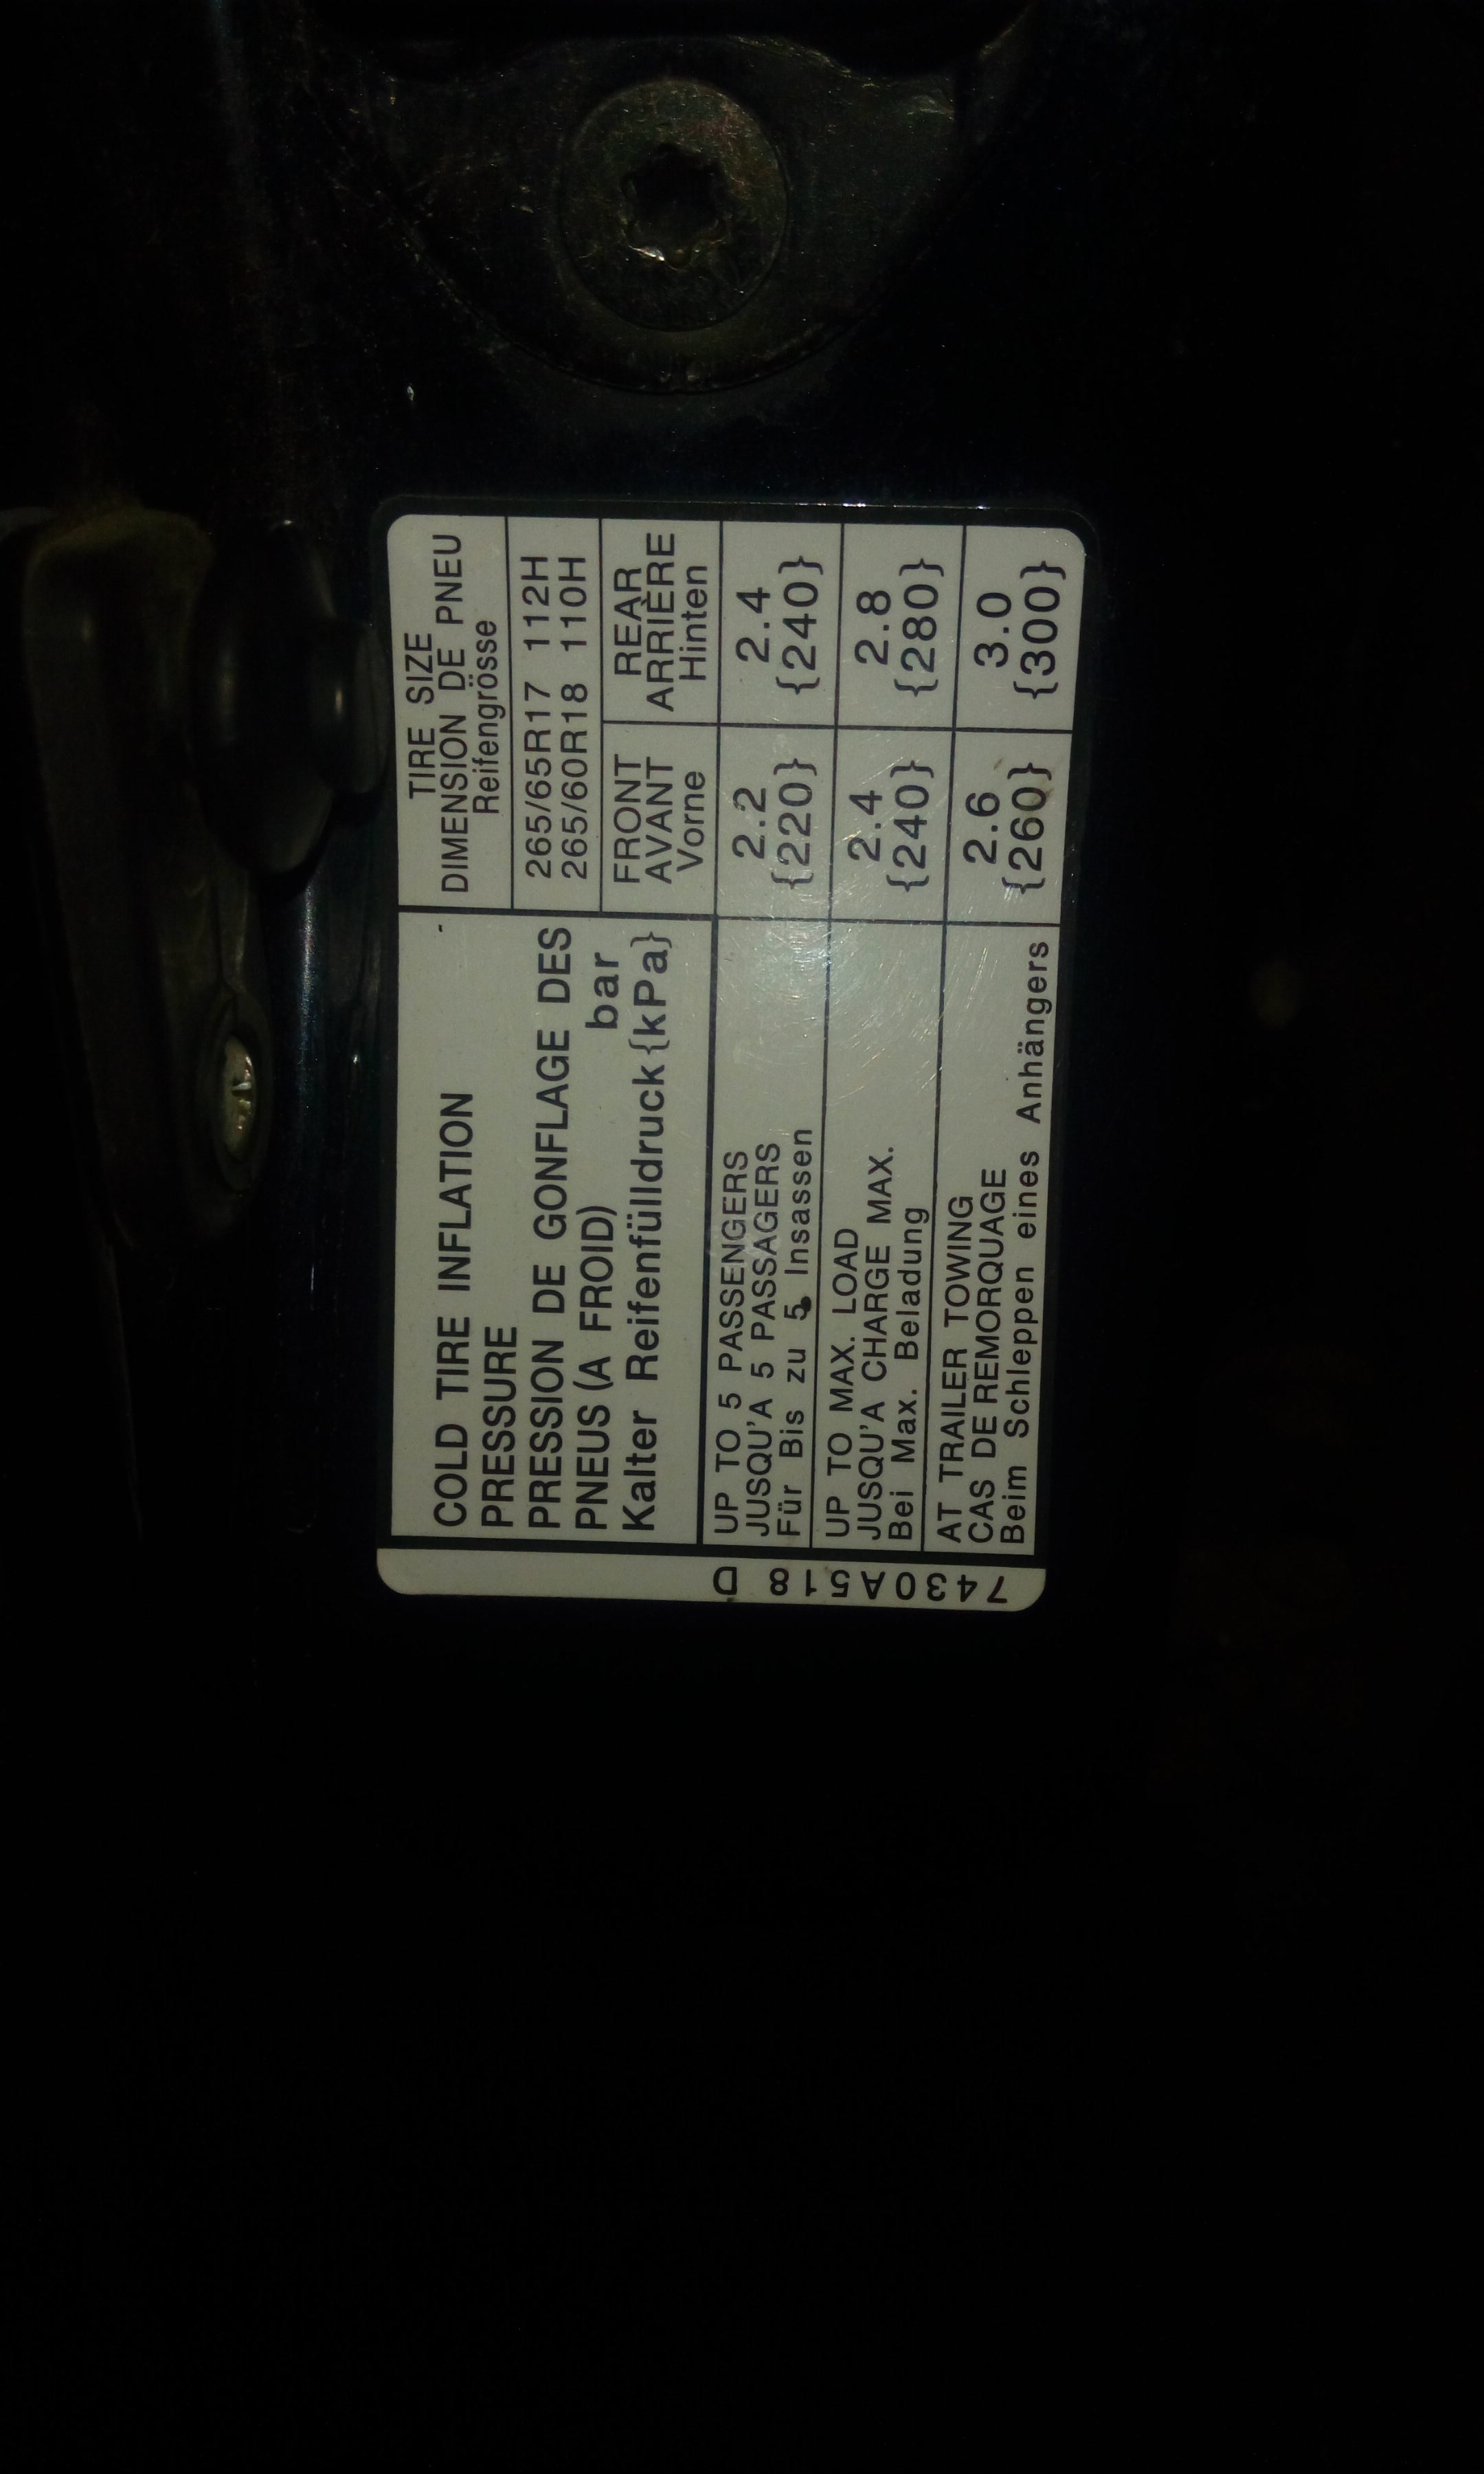 COLD TIRE INFLATION
PRESSURE
PRESSION DE GONFLAGE DES
PNEUS (A FROID)
bar
Kalter Reifenfülldruck {kPa}
TIRE SIZE
DIMENSION DE PNEU
Reifengrösse
265/65R17 112H
265/60R18 110H
FRONT
AVANT
Vorne
REAR
ARRIÈRE
Hinten
UP TO 5 PASSENGERS
JUSQU'A 5 PASSAGERS
Für Bis zu 5 Insassen
2.2
{220}
2.4
{240}
UP TO MAX. LOAD
JUSQU'A CHARGE MAX.
Bei Max. Beladung
2.4
{240}
2.8
{280}
AT TRAILER TOWING
CAS DE REMORQUAGE
Beim Schleppen eines Anhängers
2.6
{260}
3.0
{300}
7430A518 D